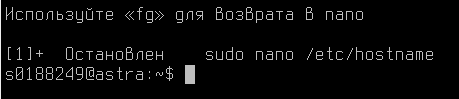 Используйте «fg» для возврата в nano
[1]+  Остановлен    sudo nano /etc/hostname
s0188249@astra:~$